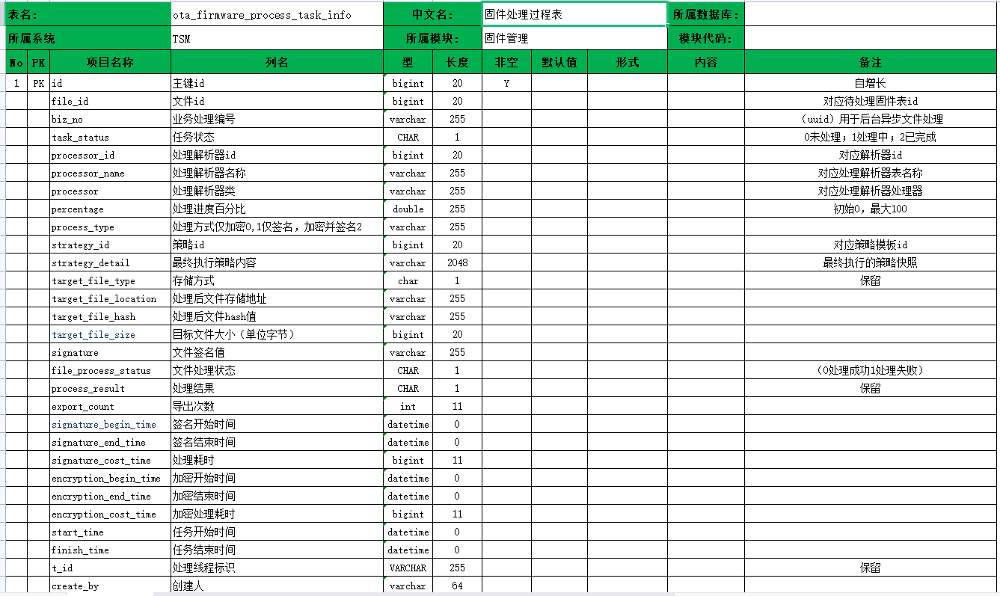 表名: ota_firmware_process_task_info 中文名: 固件处理过程表 所属数据库:
所属系统 TSM 所属模块: 固件管理 模块代码:
No PK 项目名称 列名 型 长度 非空 默认值 形式 内容 备注
1 PK id 主键id bigint 20 Y 自增长
file_id 文件id bigint 20 对应待处理固件表id
biz_no 业务处理编号 varchar 255 （uuid）用于后台异步文件处理
task_status 任务状态 CHAR 1 0未处理；1处理中；2已完成
processor_id 处理解析器id bigint 20 对应解析器id
processor_name 处理解析器名称 varchar 255 对应处理解析器表名称
processor 处理解析器类 varchar 255 对应处理解析器处理器
percentage 处理进度百分比 double 255 初始0，最大100
process_type 处理方式仅加密0,1仅签名，加密并签名2 varchar 255
strategy_id 策略id bigint 20 对应策略模板id
strategy_detail 最终执行策略内容 varchar 2048 最终执行的策略快照
target_file_type 存储方式 char 1 保留
target_file_location 处理后文件存储地址 varchar 255
target_file_hash 处理后文件hash值 varchar 255
target_file_size 目标文件大小（单位字节） bigint 20
signature 文件签名值 varchar 255
file_process_status 文件处理状态 CHAR 1 （0处理成功1处理失败）
process_result 处理结果 CHAR 1 保留
export_count 导出次数 int 11
signature_begin_time 签名开始时间 datetime 0
signature_end_time 签名结束时间 datetime 0
signature_cost_time 处理耗时 bigint 11
encryption_begin_time 加密开始时间 datetime 0
encryption_end_time 加密结束时间 datetime 0
encryption_cost_time 加密处理耗时 bigint 11
start_time 任务开始时间 datetime 0
finish_time 任务结束时间 datetime 0
t_id 处理线程标识 VARCHAR 255 保留
create_by 创建人 varchar 64